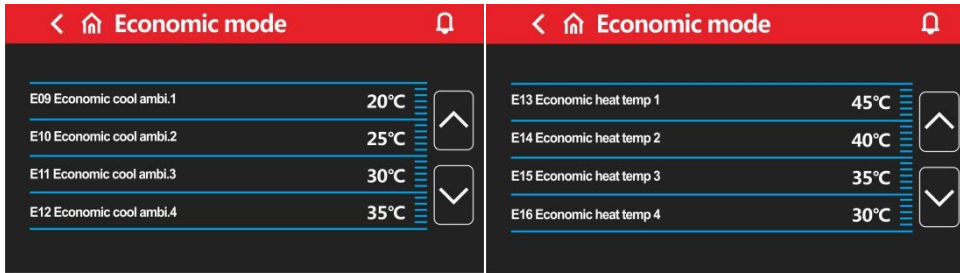 Economic mode
E09 Economic cool ambi.1 20℃
E10 Economic cool ambi.2 25℃
E11 Economic cool ambi.3 30℃
E12 Economic cool ambi.4 35℃
Economic mode
E13 Economic heat temp 1 45℃
E14 Economic heat temp 2 40℃
E15 Economic heat temp 3 35℃
E16 Economic heat temp 4 30℃